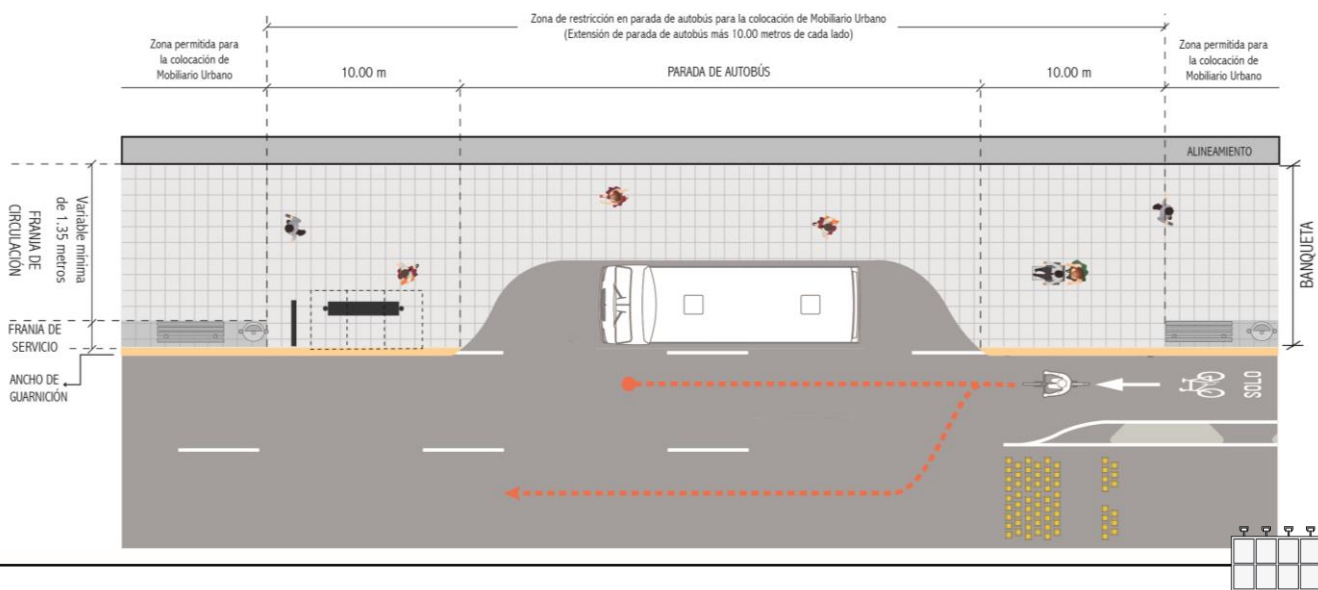 Zona de restricción en parada de autobús para la colocación de Mobiliario Urbano
(Extensión de parada de autobús más 10.00 metros de cada lado)
Zona permitida para
la colocación de
Mobiliario Urbano
10.00 m
PARADA DE AUTOBÚS
10.00 m
Zona permitida para
la colocación de
Mobiliario Urbano
ALINEAMIENTO
Variable mínima
de 1.35 metros
FRANJA DE
CIRCULACIÓN
BANQUETA
FRANJA DE
SERVICIO
ANCHO DE
GUARNICIÓN
SOLO